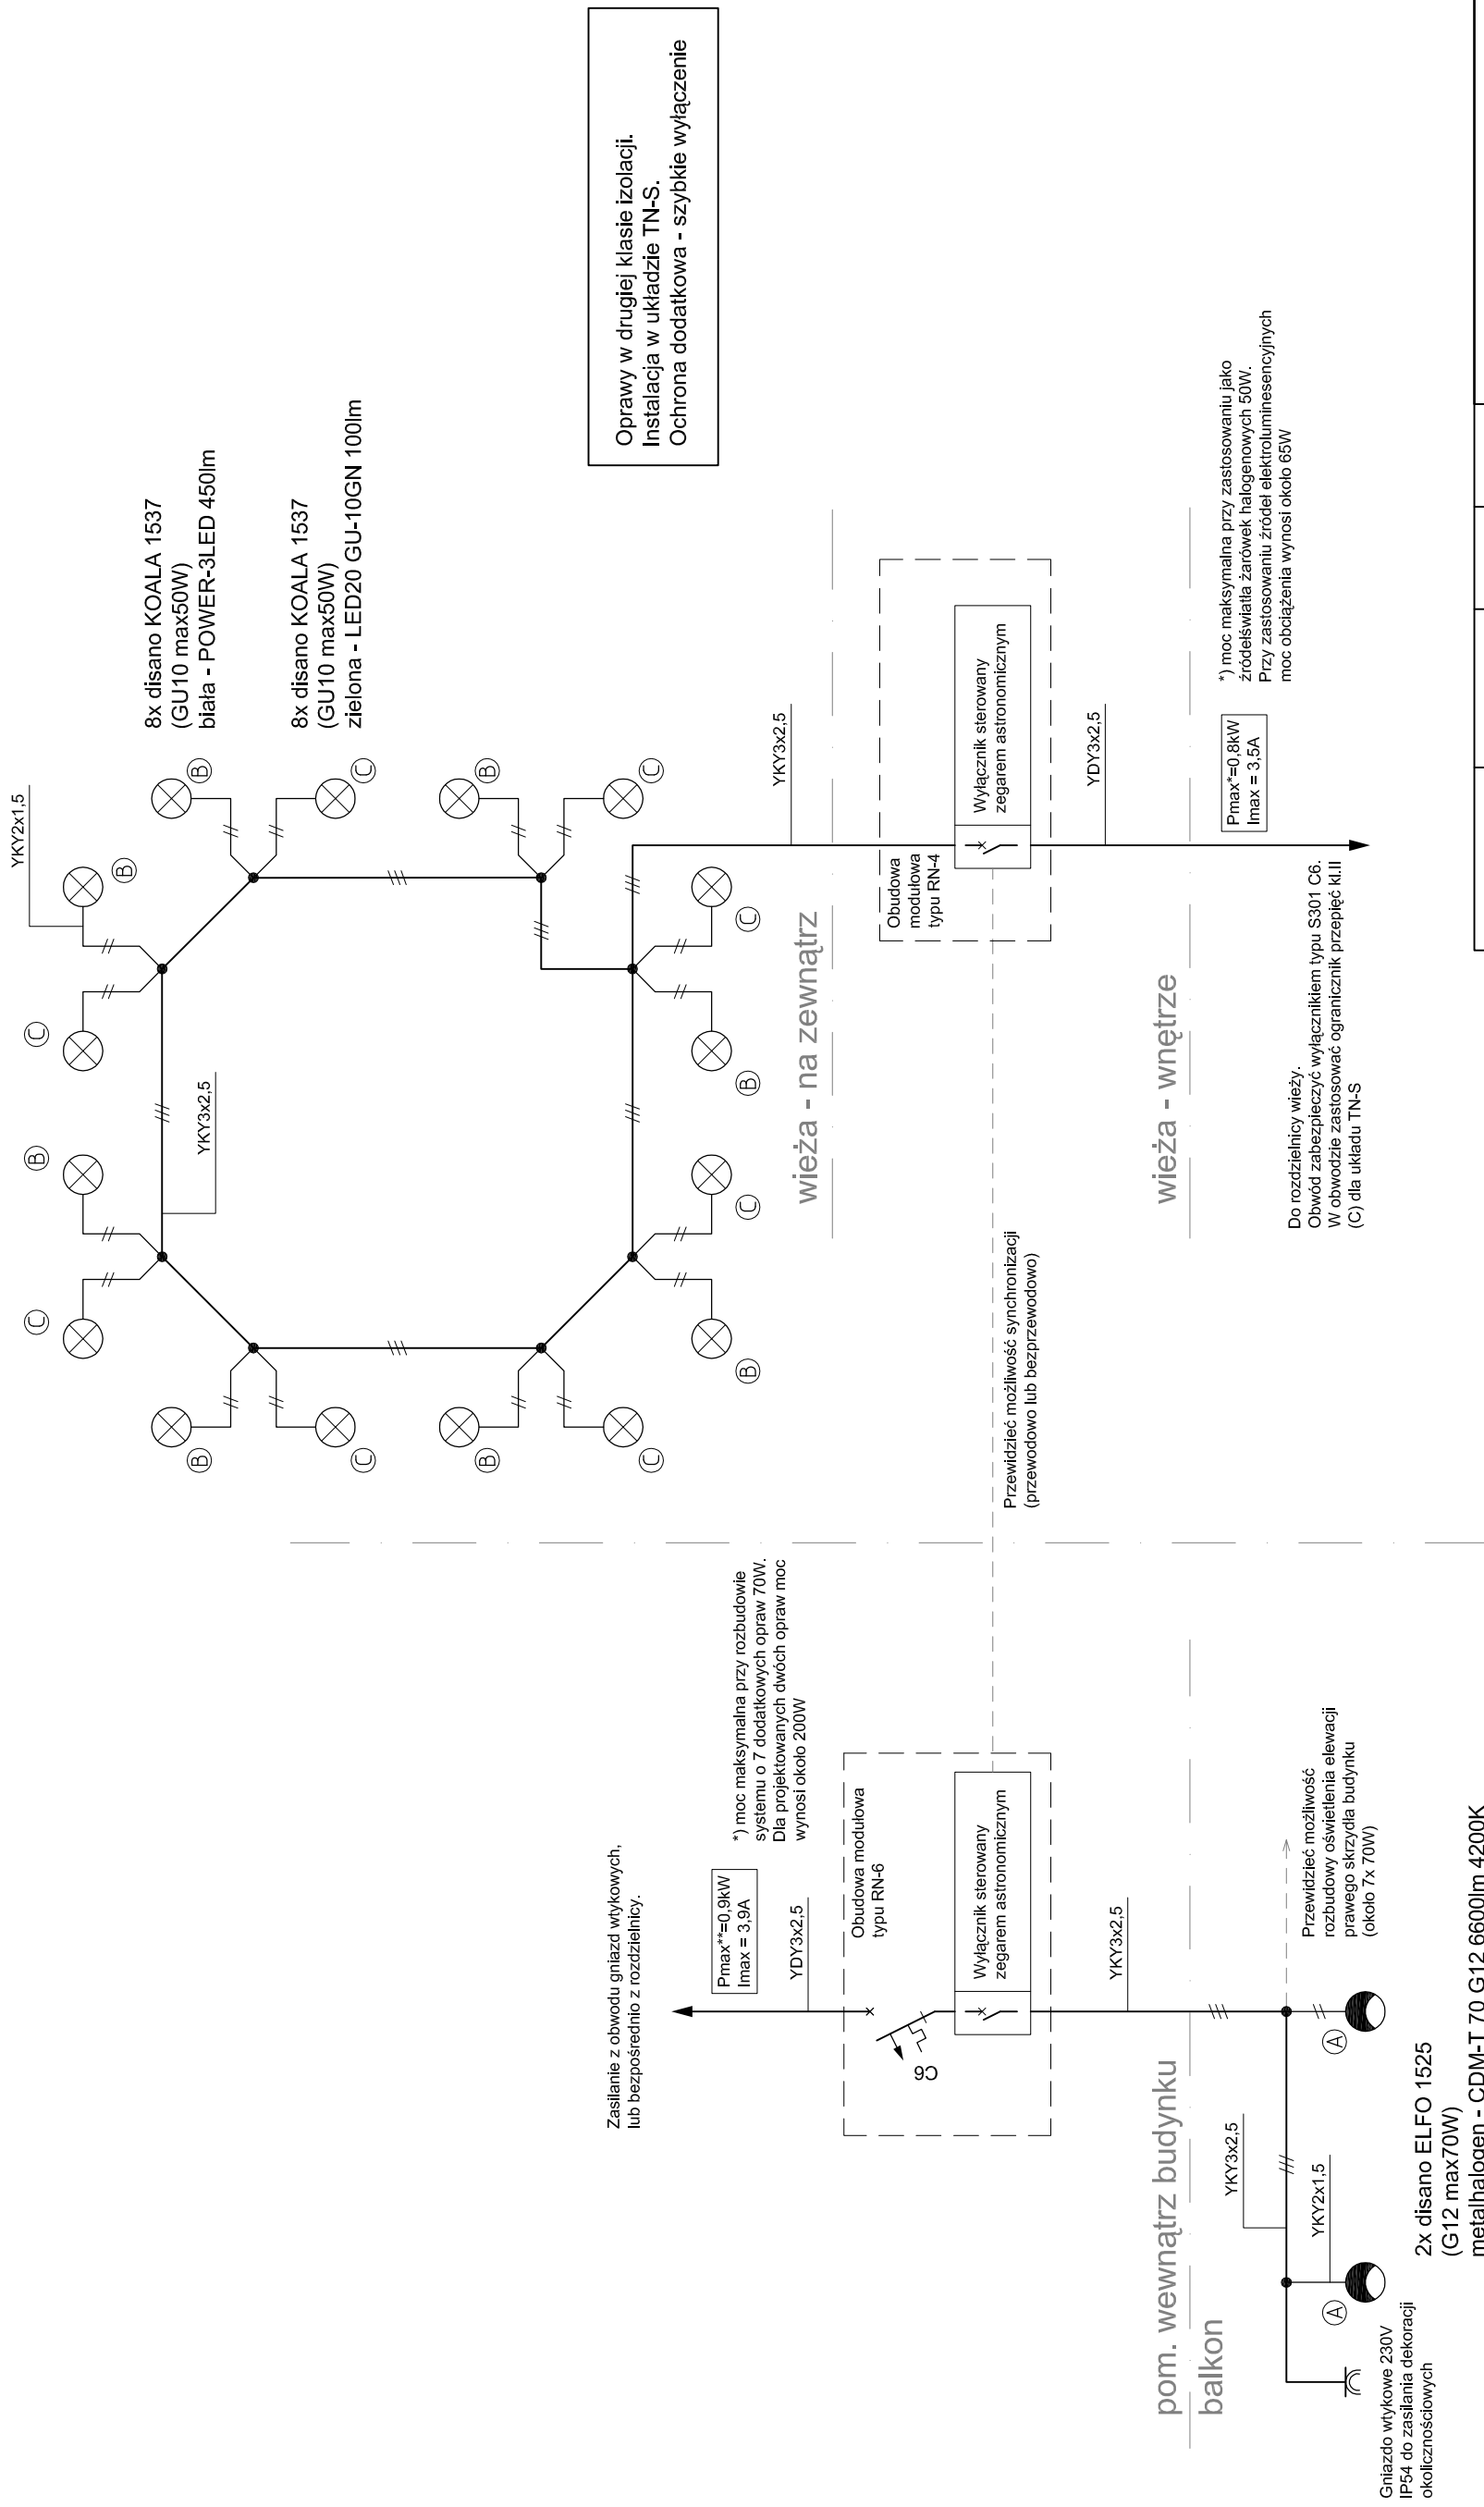 YKY2x1,5
8x disano KOALA 1537
(GU10 max50W)
biała - POWER-3LED 450lm
8x disano KOALA 1537
(GU10 max50W)
zielona - LED20 GU-10GN 100lm
B
C
B
C
B
C
B
C
B
C
B
C
B
C
B
C
YKY3x2,5
Oprawy w drugiej klasie izolacji.
Instalacja w układzie TN-S.
Ochrona dodatkowa - szybkie wyłączenie
YKY3x2,5
wieża - na zewnątrz
Obudowa
modułowa
typu RN-4
Wyłącznik sterowany
zegarem astronomicznym
YDY3x2,5
wieża - wnętrze
Pmax*=0,8kW
Imax = 3,5A
*) moc maksymalna przy zastosowaniu jako
źródełświatła żarówek halogenowych 50W.
Przy zastosowaniu źródeł elektroluminesencyjnych
moc obciążenia wynosi około 65W
Do rozdzielnicy wieży.
Obwód zabezpieczyć wyłącznikiem typu S301 C6.
W obwodzie zastosować ogranicznik przepięć kl.II
(C) dla układu TN-S
Przewidzieć możliwość synchronizacji
(przewodowo lub bezprzewodowo)
Zasilanie z obwodu gniazd wtykowych,
lub bezpośrednio z rozdzielnicy.
Pmax**=0,9kW
Imax = 3,9A
*) moc maksymalna przy rozbudowie
systemu o 7 dodatkowych opraw 70W.
Dla projektowanych dwóch opraw moc
wynosi około 200W
YDY3x2,5
Obudowa modułowa
typu RN-6
C6
Wyłącznik sterowany
zegarem astronomicznym
YKY3x2,5
pom. wewnątrz budynku
balkon
YKY3x2,5
YKY2x1,5
A
A
Przewidzieć możliwość
rozbudowy oświetlenia elewacji
prawego skrzydła budynku
(około 7x 70W)
Gniazdo wtykowe 230V
IP54 do zasilania dekoracji
okolicznościowych
2x disano ELFO 1525
(G12 max70W)
metalhalogen - CDM-T 70 G12 6600lm 4200K